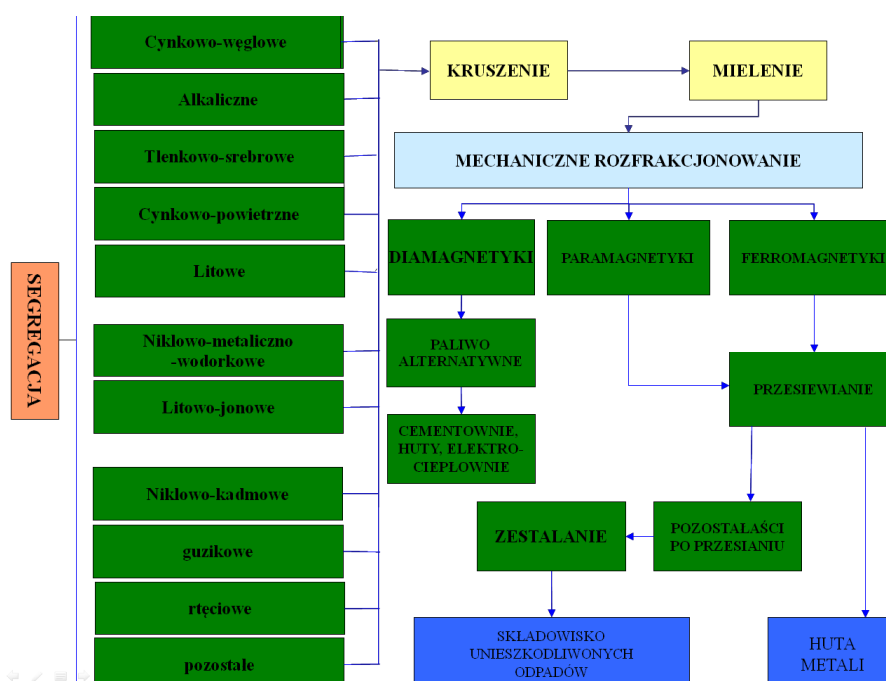 SEGREGACJA
Cynkowo-węglowe
Alkaliczne
Tlenkowo-srebrowe
Cynkowo-powietrzne
Litowe
Niklowo-metaliczno
-wodorkowe
Litowo-jonowe
Niklowo-kadmowe
guzikowe
rtęciowe
pozostałe
KRUSZENIE
MIELENIE
MECHANICZNE ROZFRAKCJONOWANIE
DIAMAGNETYKI
PARAMAGNETYKI
FERROMAGNETYKI
PALIWO
ALTERNATYWNE
CEMENTOWNIE,
HUTY, ELEKTRO-
CIEPŁOWNIE
PRZESIEWIANIE
ZESTALANIE
POZOSTAŁAŚCI
PO PRZESIANIU
SKŁADOWISKO
UNIESZKODLIWONYCH
ODPADÓW
HUTA
METALI